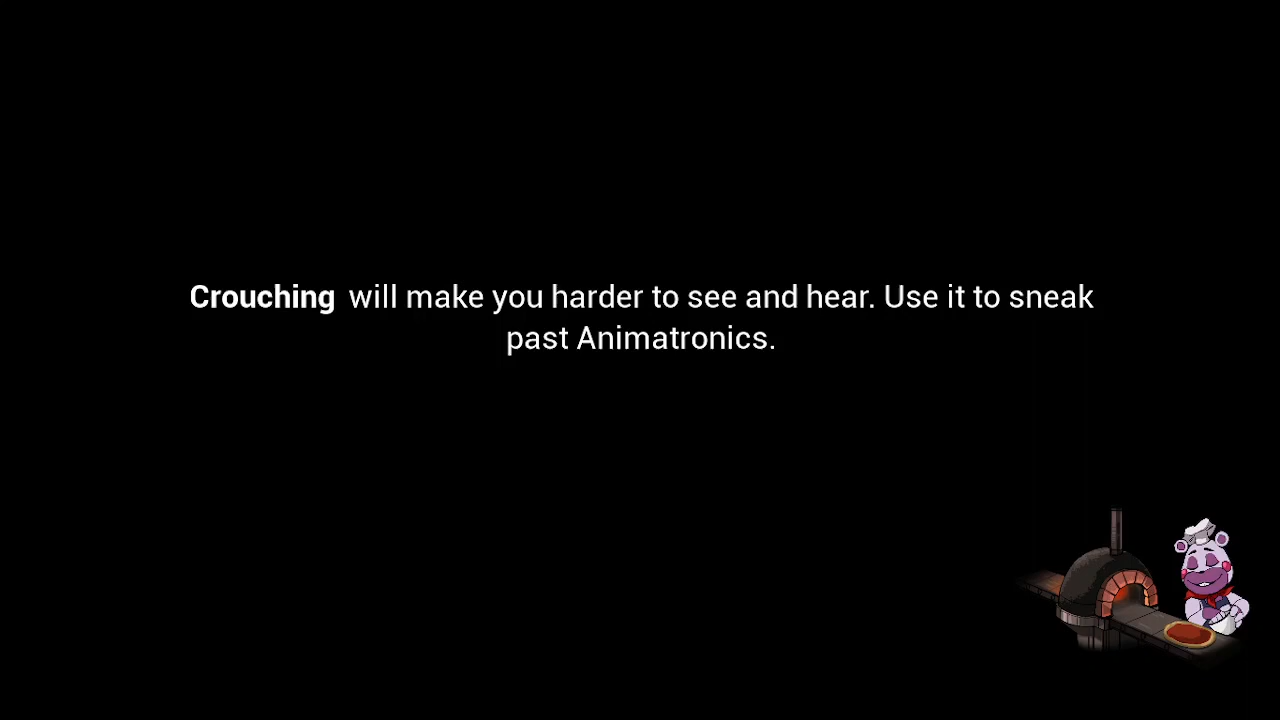 Crouching will make you harder to see and hear. Use it to sneak
past Animatronics.